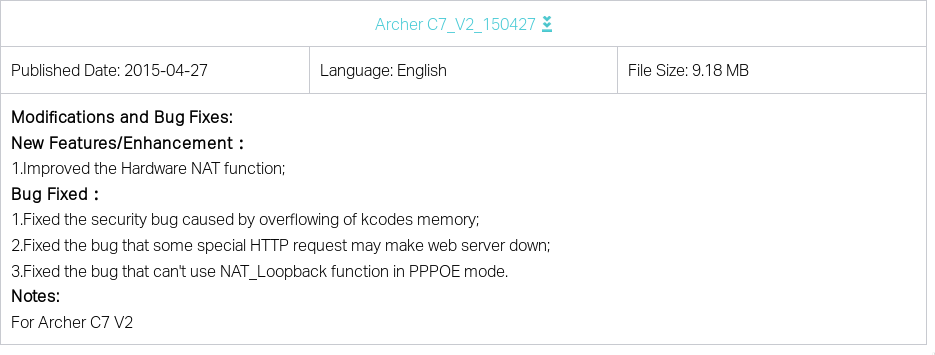 Archer C7_V2_150427
Published Date: 2015-04-27
Language: English
File Size: 9.18 MB
Modifications and Bug Fixes:
New Features/Enhancement：
1.Improved the Hardware NAT function;
Bug Fixed：
1.Fixed the security bug caused by overflowing of kcodes memory;
2.Fixed the bug that some special HTTP request may make web server down;
3.Fixed the bug that can't use NAT_Loopback function in PPPOE mode.
Notes:
For Archer C7 V2